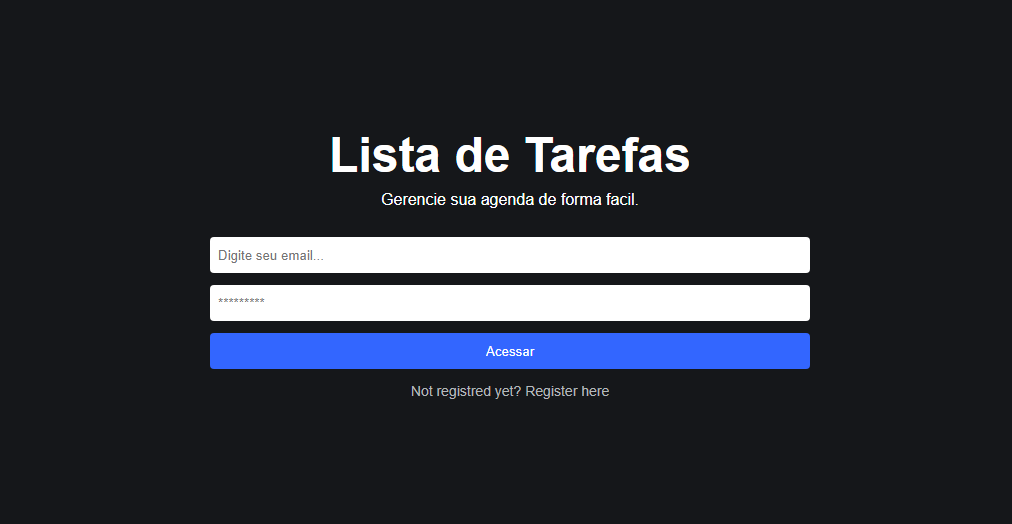 Lista de Tarefas
Gerencie sua agenda de forma facil.
Digite seu email...
*********
Acessar
Not registred yet? Register here